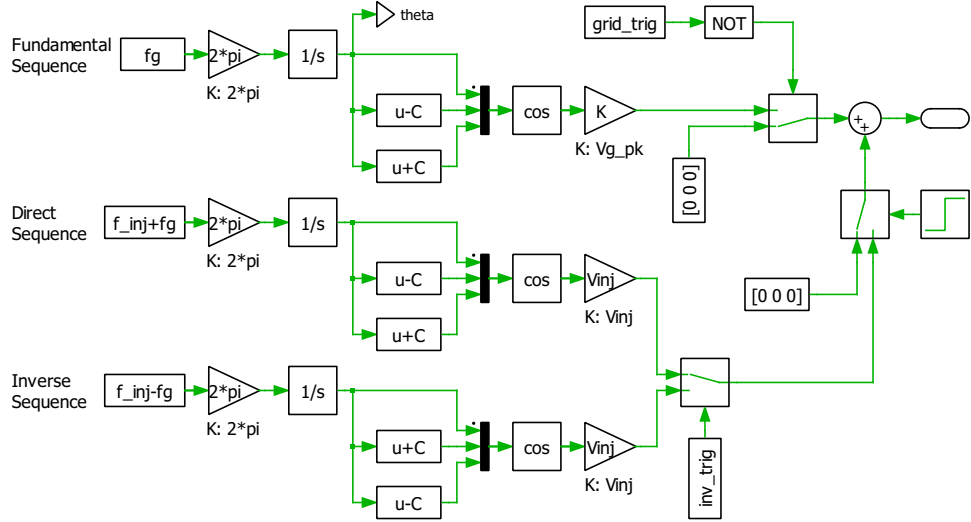 theta
grid_trig
NOT
Fundamental
Sequence
fg
2*pi
1/s
K: 2*pi
u-C
cos
K
K: Vg_pk
u+C
[0 0 0]
+
+
Direct
Sequence
f_inj+fg
2*pi
1/s
K: 2*pi
u-C
cos
Vinj
K: Vinj
u+C
[0 0 0]
Inverse
Sequence
f_inj-fg
2*pi
1/s
K: 2*pi
u+C
cos
Vinj
K: Vinj
u-C
inv_trig